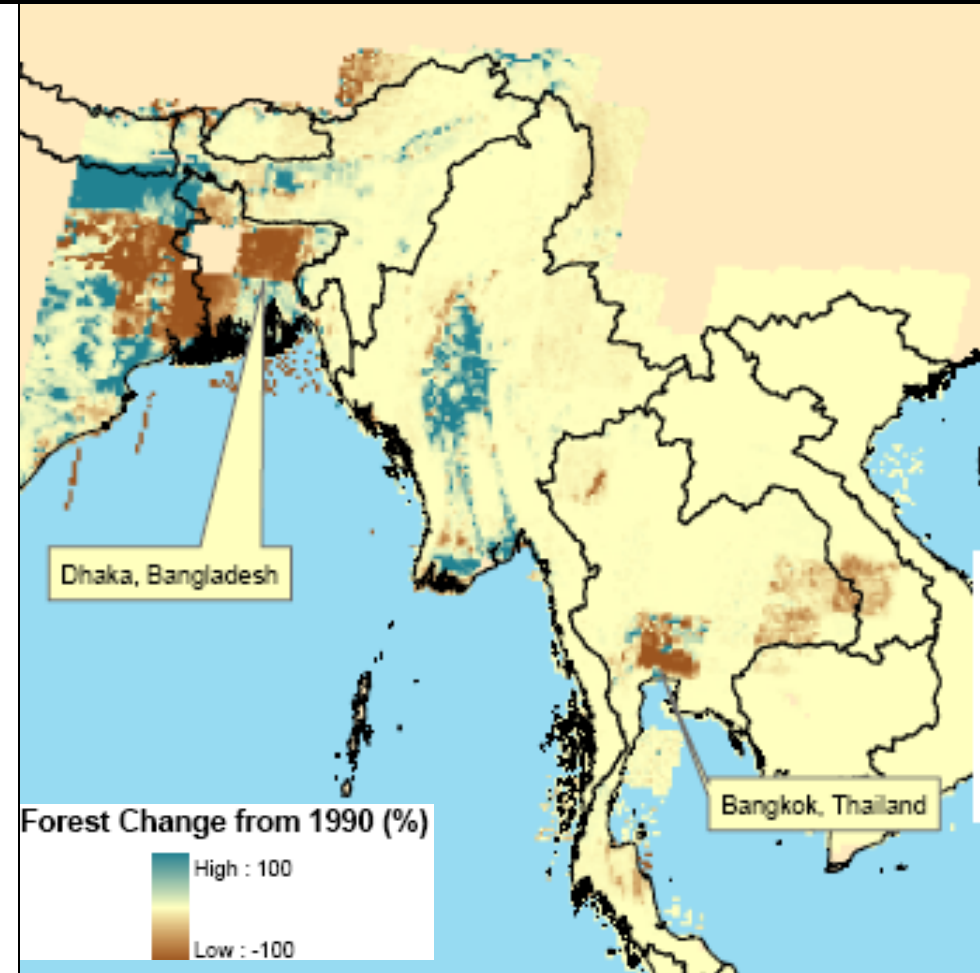 Dhaka, Bangladesh
Bangkok, Thailand
Forest Change from 1990 (%)
High : 100
Low : -100